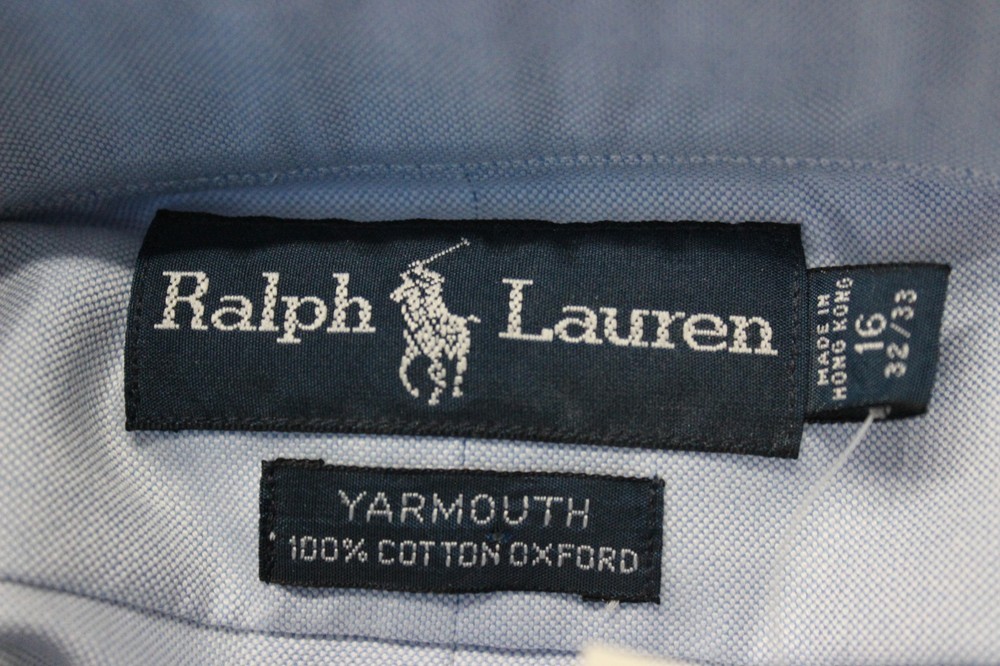 Ralph Lauren
MADE IN
HONG KONG
16
32/33
YARMOUTH
100% COTTON OXFORD